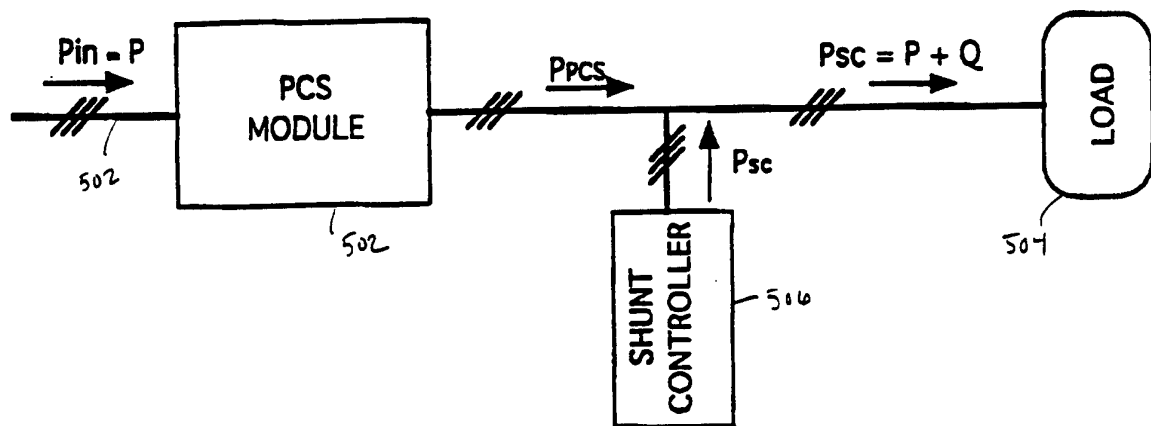 Pin = P
PCS
MODULE
PPCS
Psc = P + Q
LOAD
Psc
SHUNT
CONTROLLER
502
502
504
506